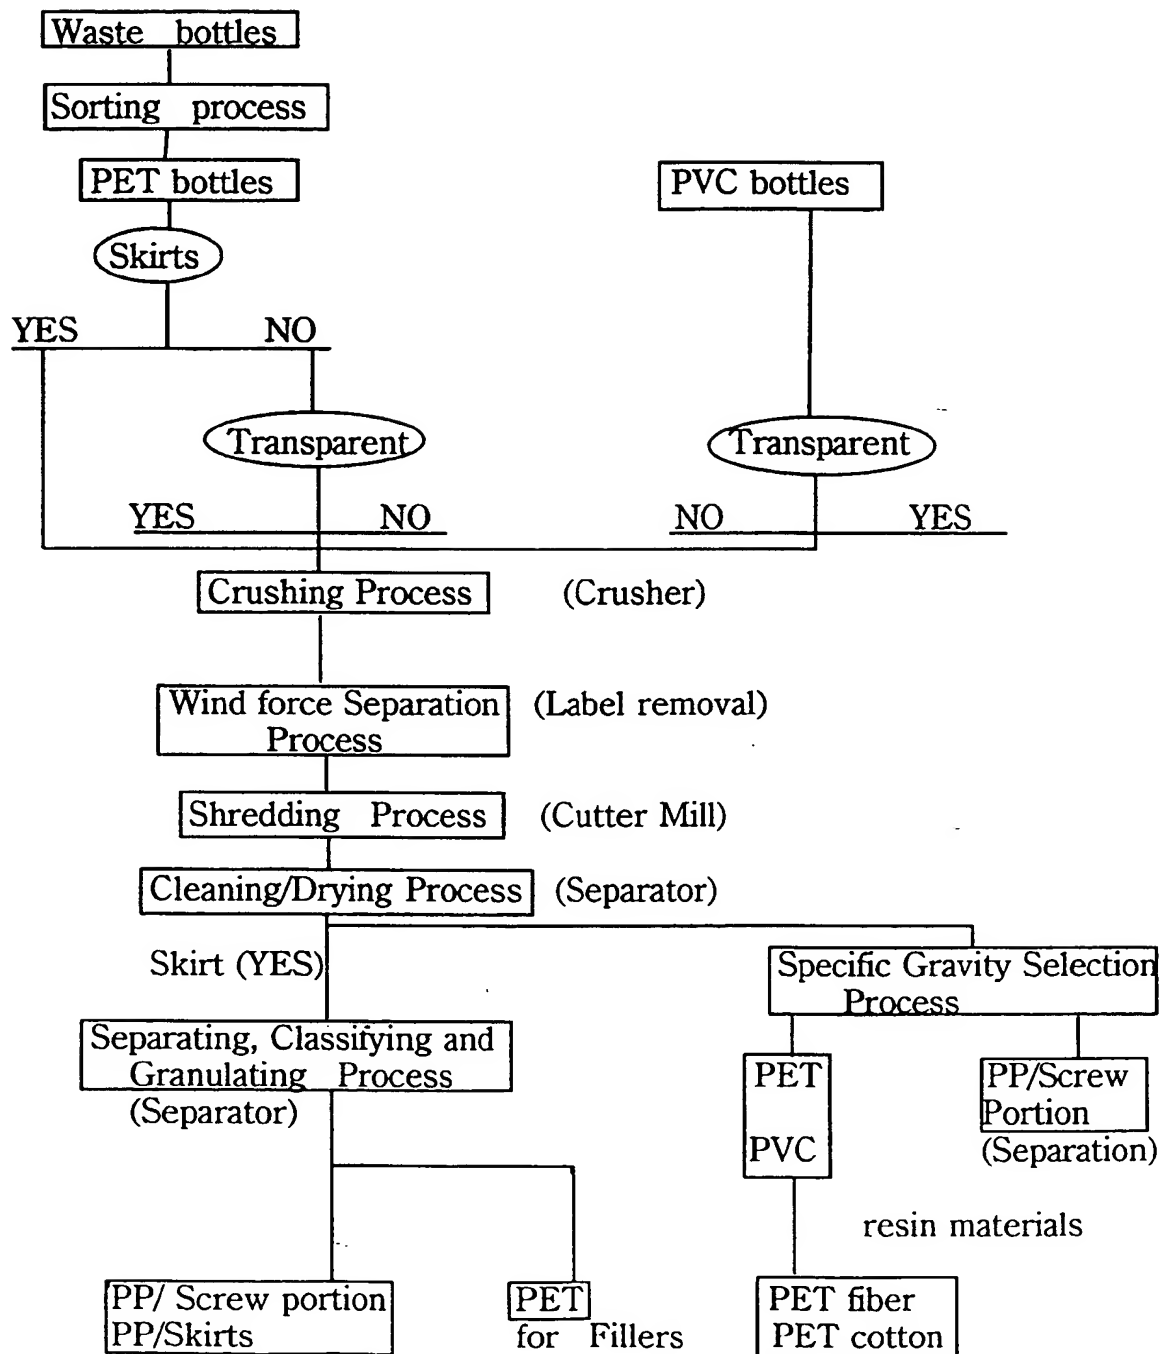 Waste bottles
Sorting process
PET bottles
PVC bottles
Skirts
YES NO
Transparent
Transparent
YES NO
NO YES
Crushing Process (Crusher)
Wind force Separation (Label removal)
Process
Shredding Process (Cutter Mill)
Cleaning/Drying Process (Separator)
Skirt (YES)
Specific Gravity Selection
Process
Separating, Classifying and
Granulating Process
(Separator)
PET
PVC
PP/Screw
Portion
(Separation)
resin materials
PP/ Screw portion
PP/Skirts
PET
for Fillers
PET fiber
PET cotton